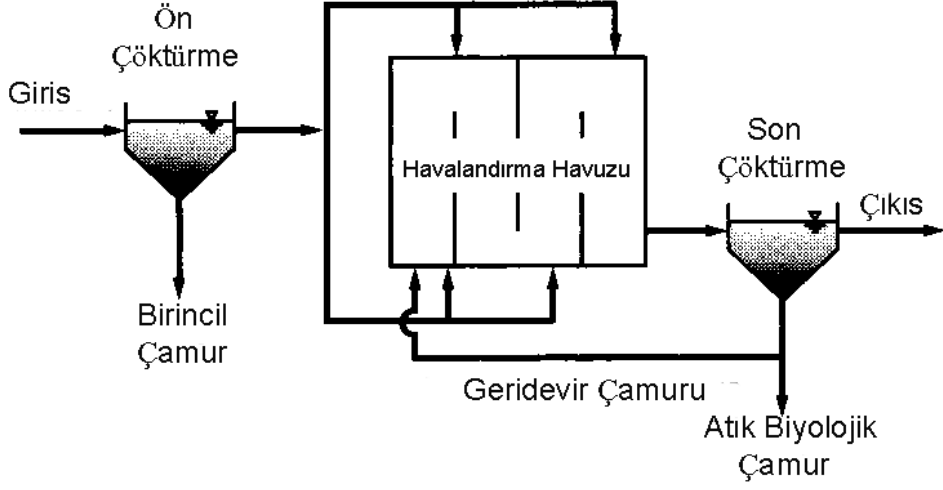 Ön
Çöktürme
Giris
Havalandırma Havuzu
Son
Çöktürme
Çıkıs
Birincil
Çamur
Geridevir Çamuru
Atık Biyolojik
Çamur